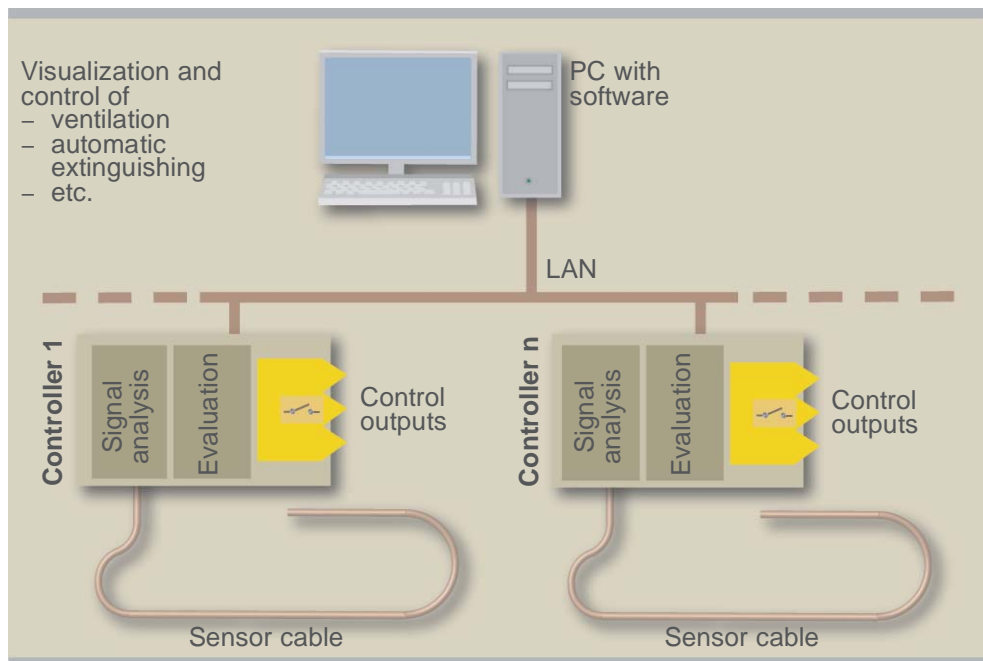 Visualization and
control of
– ventilation
– automatic
extinguishing
– etc.
PC with
software
LAN
Controller 1
Signal
analysis
Evaluation
Control
outputs
Sensor cable
Controller n
Signal
analysis
Evaluation
Control
outputs
Sensor cable